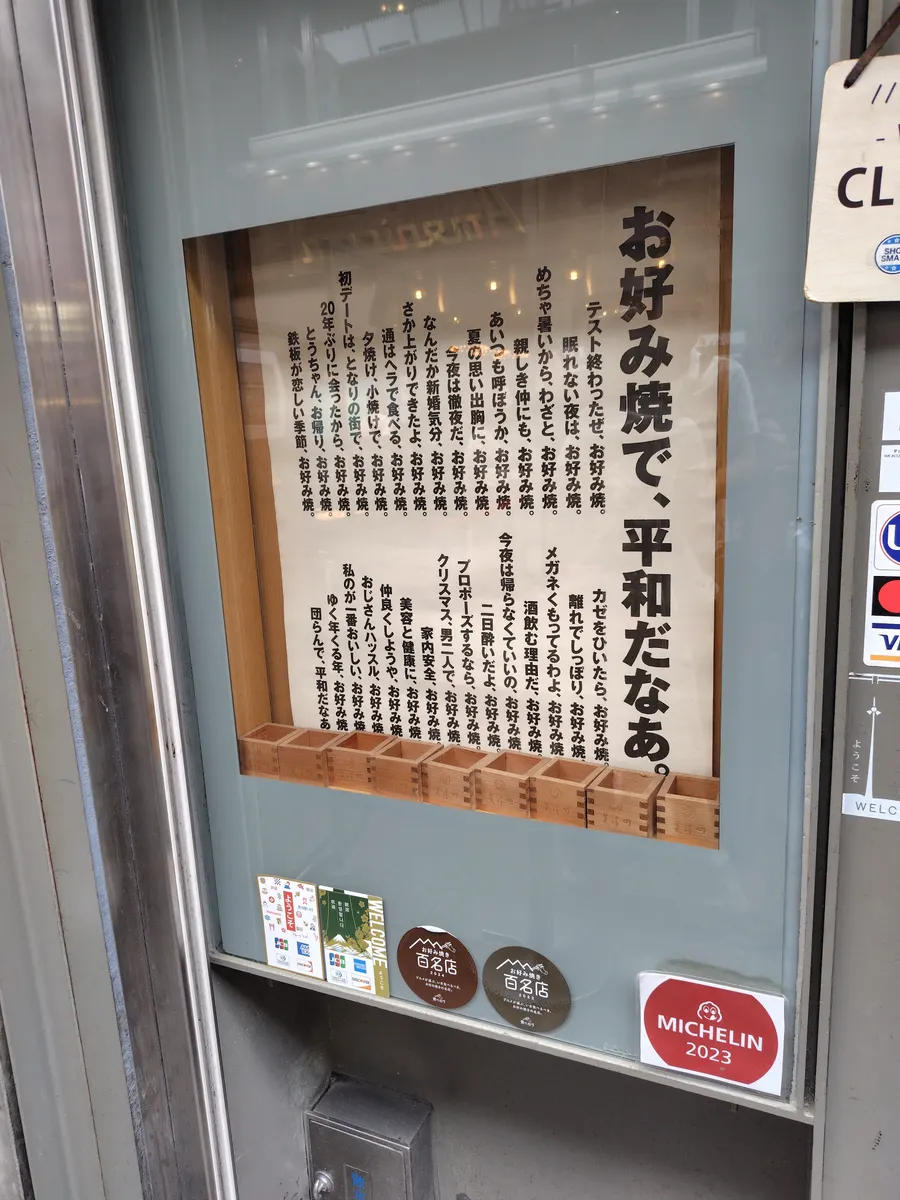 お好み焼で、平和だなあ。
テスト終わったぜ、お好み焼。
眠れない夜は、お好み焼。
めちゃ暑いから、わざと、お好み焼。
親しき仲にも、お好み焼。
あいつも呼ぼうか、お好み焼。
夏の思い出胸に、お好み焼。
今夜は徹夜だ、お好み焼。
なんだか新婚気分、お好み焼。
さか上がりできたよ、お好み焼。
通はヘラで食べる、お好み焼。
夕焼け、小焼けで、お好み焼。
初デートは、となりの街で、お好み焼。
20年ぶりに会ったから、お好み焼。
とうちゃん、お帰り、お好み焼。
鉄板が恋しい季節、お好み焼。
カゼをひいたら、お好み焼。
離れでしっぽり、お好み焼
メガネくもってるわよ、お好み焼
酒飲む理由だ、お好み焼
今夜は帰らなくていいの、お好み焼
二日酔いだよ、お好み焼
プロポーズするなら、お好み焼。
クリスマス、男二人で、お好み焼
家内安全、お好み焼
美容と健康に、お好み焼
仲良くしようや、お好み焼
おじさんハッスル、お好み焼
私のが一番おいしい、お好み焼
ゆく年くる年、お好み焼
団らんで、平和だなあ
CL
ようこそ
WELC
ようこそ
JCB
WELCOME
ようこそ
JCB
お好み焼き
百名店
2024
お好み焼き
百名店
2022
MICHELIN
2023